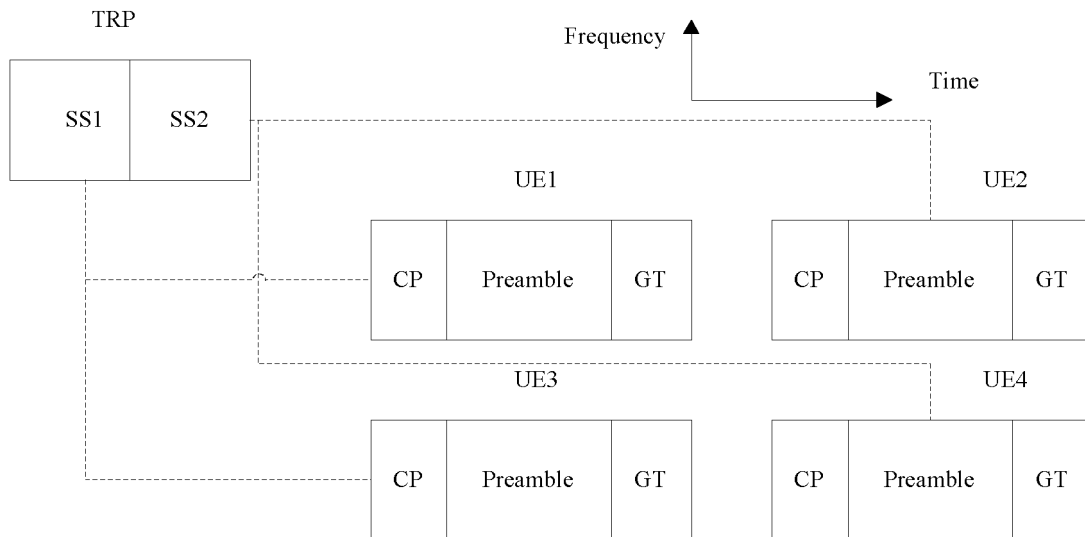 TRP
Frequency
Time
SS1 SS2
UE1 UE2
CP Preamble GT CP Preamble GT
UE3 UE4
CP Preamble GT CP Preamble GT